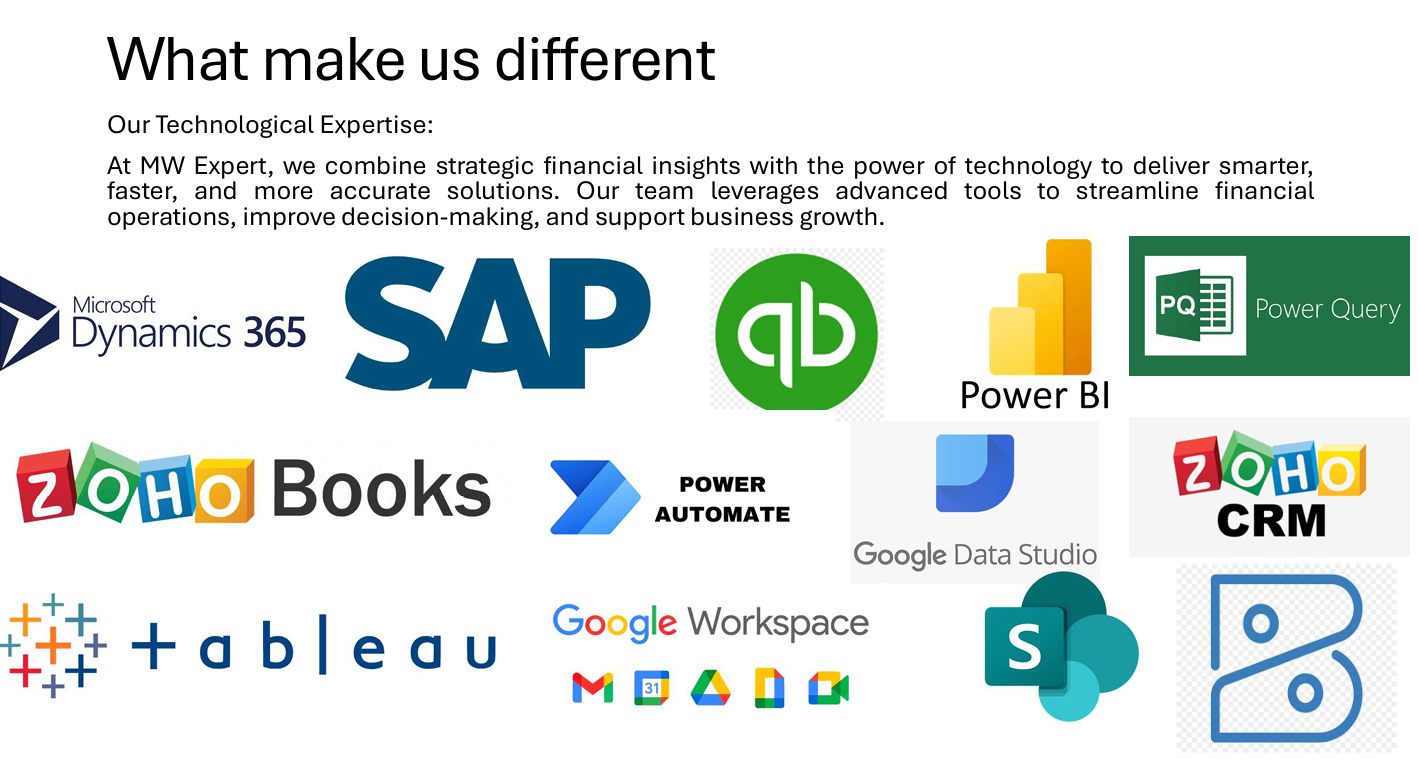 What make us different
Our Technological Expertise:
At MW Expert, we combine strategic financial insights with the power of technology to deliver smarter,
faster, and more accurate solutions. Our team leverages advanced tools to streamline financial
operations, improve decision-making, and support business growth.
Microsoft
Dynamics 365
SAP
qb
Power BI
PQ
Power Query
ZOHO Books
POWER
AUTOMATE
Google Data Studio
ZOHO
CRM
+ableau
Google Workspace
31
S
B